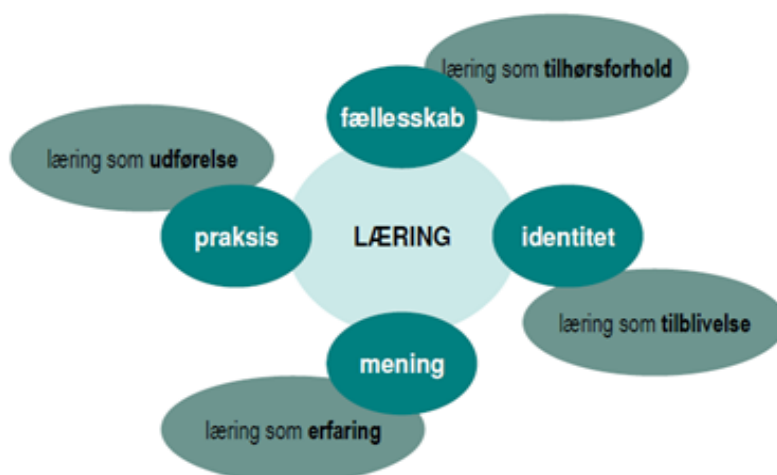 læring som tilhørsforhold
fællesskab
læring som udførelse
praksis
LÆRING
identitet
læring som tilblivelse
mening
læring som erfaring